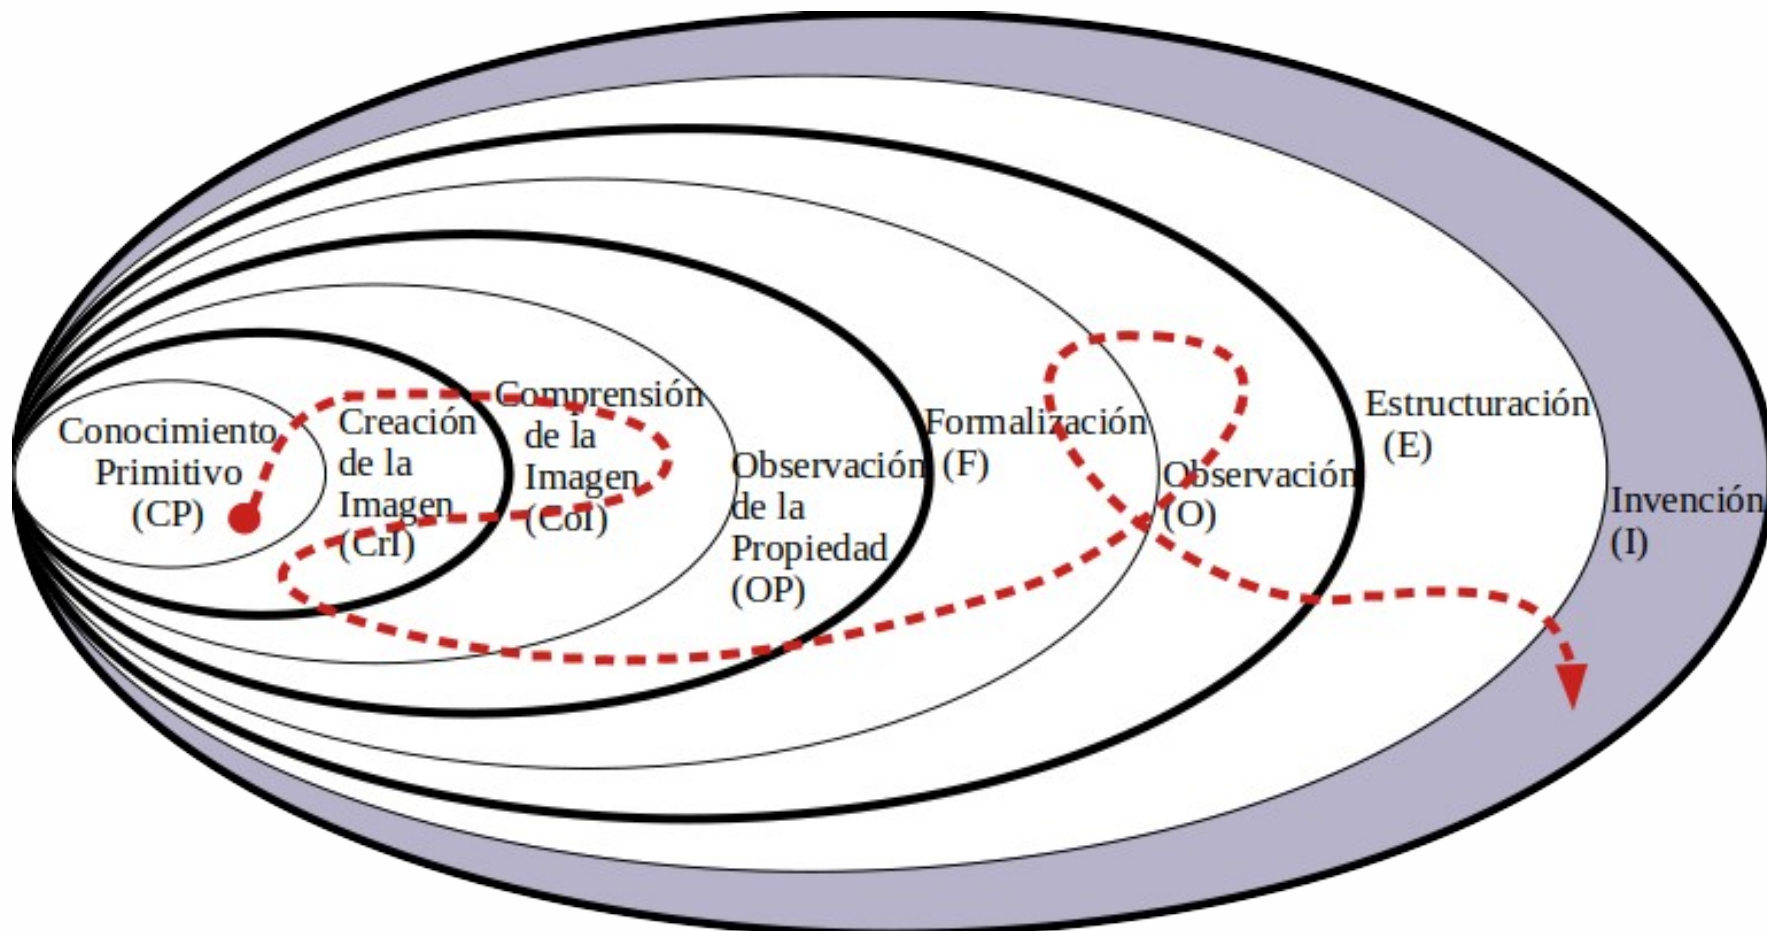 Conocimiento
Primitivo
(CP)
Creación
de la
Imagen
(CrI)
Comprensión
de la
Imagen
(CoI)
Observación
de la
Propiedad
(OP)
Formalización
(F)
Observación
(O)
Estructuración
(E)
Invención
(I)